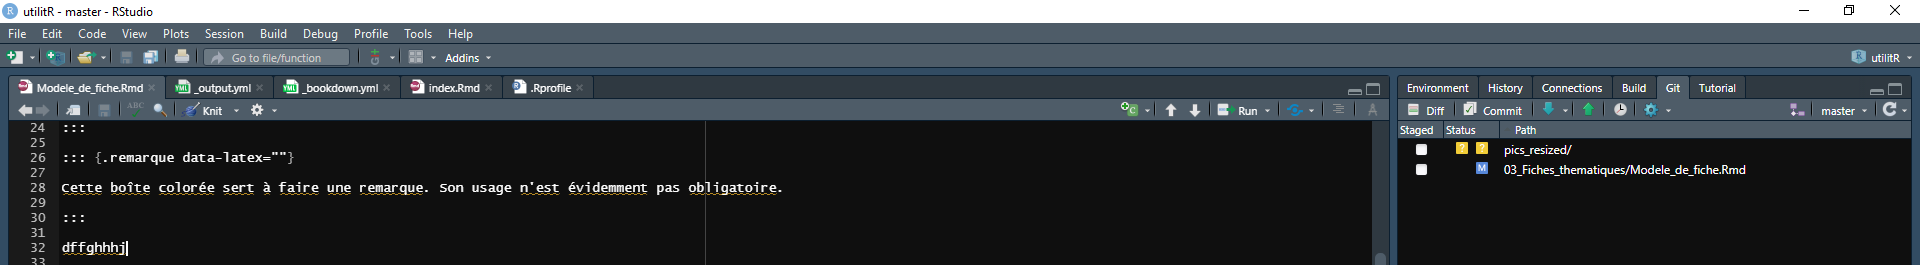 utilitR - master - RStudio
File Edit Code View Plots Session Build Debug Profile Tools Help
Go to file/function Addins utilitR
Modele_de_fiche.Rmd _output.yml _bookdown.yml index.Rmd .Rprofile
ABC Knit Run
24 :::
25
26 ::: {.remarque data-latex=""}
27
28 Cette boîte colorée sert à faire une remarque. Son usage n'est évidemment pas obligatoire.
29
30 :::
31
32 dffghhhj
33
Environment History Connections Build Git Tutorial
Diff Commit master
Staged Status Path
? ? pics_resized/
M 03_Fiches_thematiques/Modele_de_fiche.Rmd